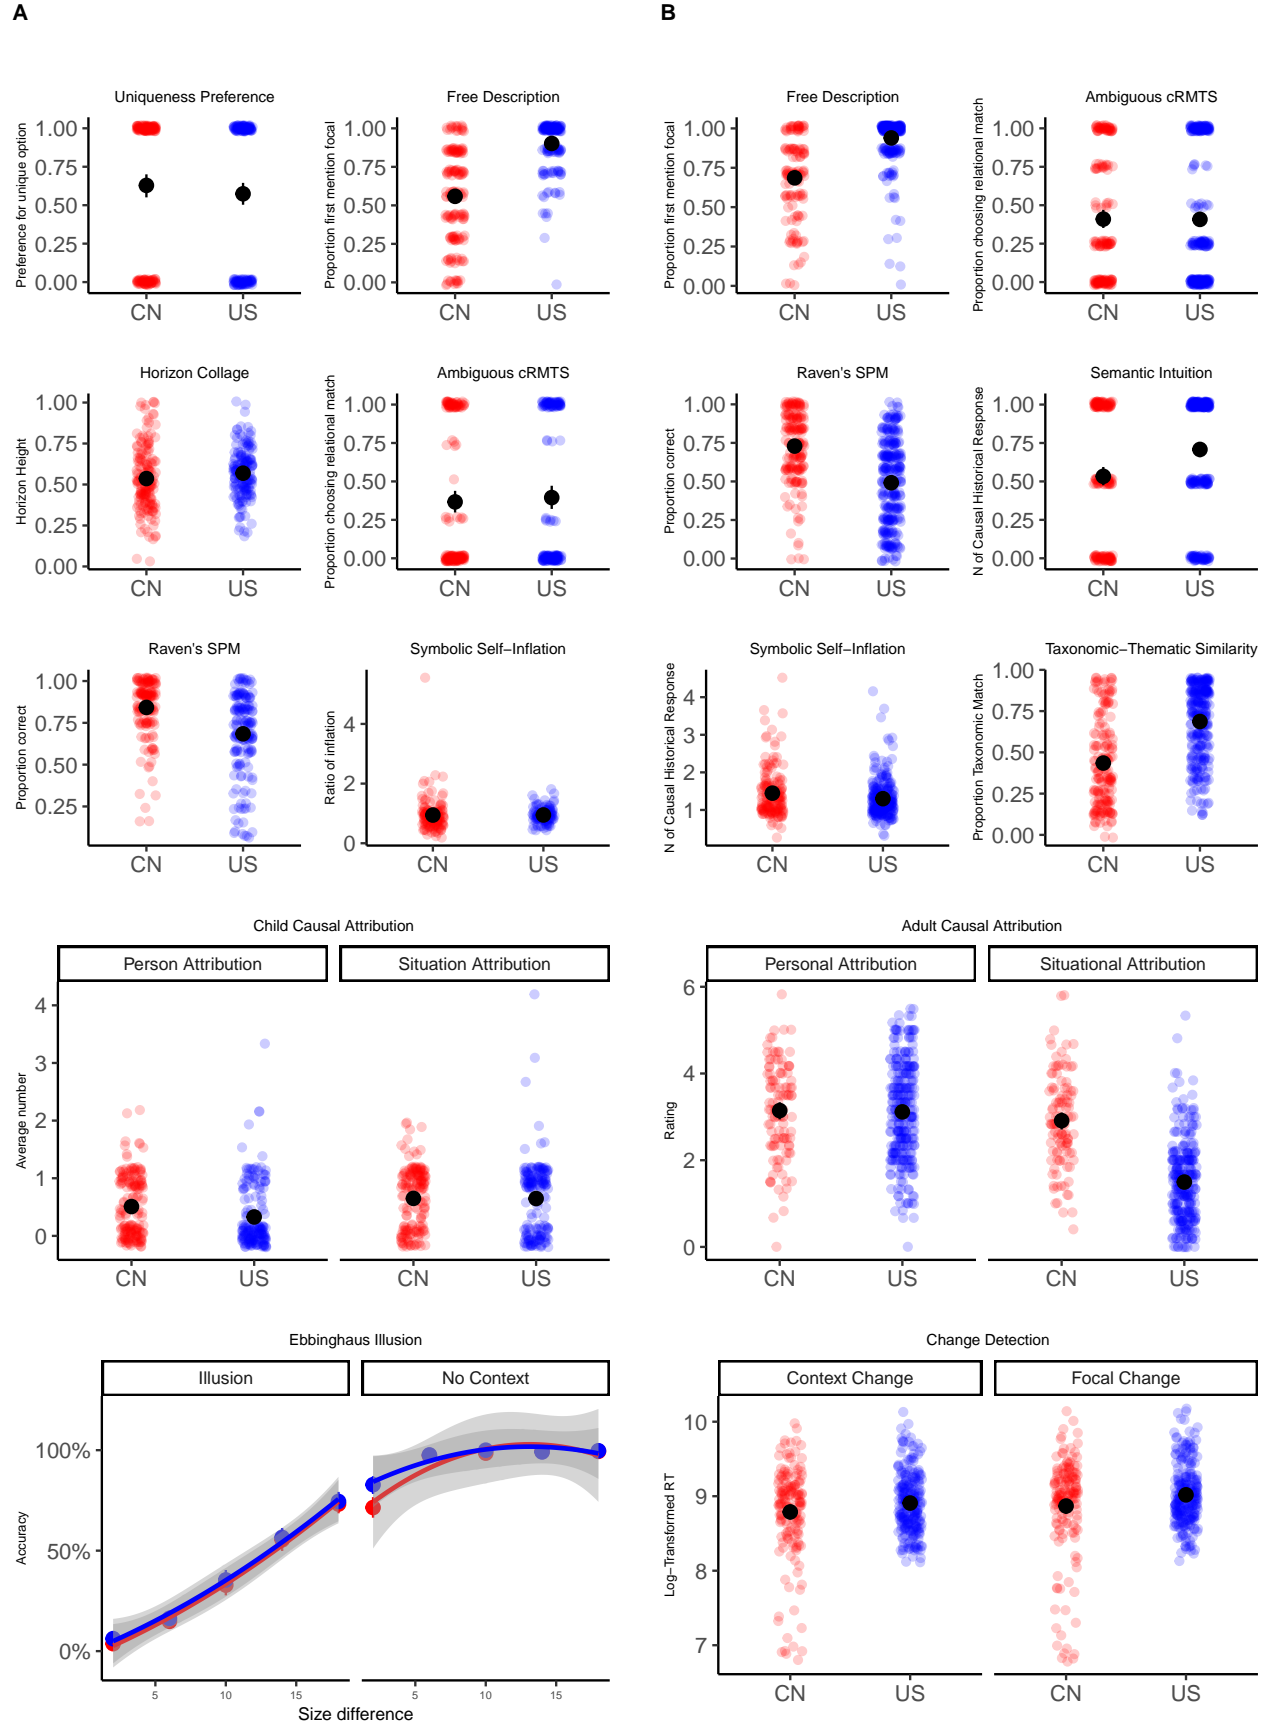 A
B
Uniqueness Preference
Preference for unique option
1.00
0.75
0.50
0.25
0.00
CN
US
Free Description
Proportion first mention focal
1.00
0.75
0.50
0.25
0.00
CN
US
Free Description
Proportion first mention focal
1.00
0.75
0.50
0.25
0.00
CN
US
Ambiguous cRMTS
Proportion choosing relational match
1.00
0.75
0.50
0.25
0.00
CN
US
Horizon Collage
Horizon Height
1.00
0.75
0.50
0.25
0.00
CN
US
Ambiguous cRMTS
Proportion choosing relational match
1.00
0.75
0.50
0.25
0.00
CN
US
Raven's SPM
Proportion correct
1.00
0.75
0.50
0.25
0.00
CN
US
Semantic Intuition
N of Causal Historical Response
1.00
0.75
0.50
0.25
0.00
CN
US
Raven's SPM
Proportion correct
1.00
0.75
0.50
0.25
CN
US
Symbolic Self−Inflation
Ratio of inflation
4
2
0
CN
US
Symbolic Self−Inflation
N of Causal Historical Response
4
3
2
1
CN
US
Taxonomic−Thematic Similarity
Proportion Taxonomic Match
1.00
0.75
0.50
0.25
0.00
CN
US
Child Causal Attribution
Person Attribution
Situation Attribution
Average number
4
3
2
1
0
CN
US
CN
US
Adult Causal Attribution
Personal Attribution
Situational Attribution
Rating
6
4
2
0
CN
US
CN
US
Ebbinghaus Illusion
Illusion
No Context
Accuracy
100%
50%
0%
5
10
15
5
10
15
Size difference
Change Detection
Context Change
Focal Change
Log−Transformed RT
10
9
8
7
CN
US
CN
US